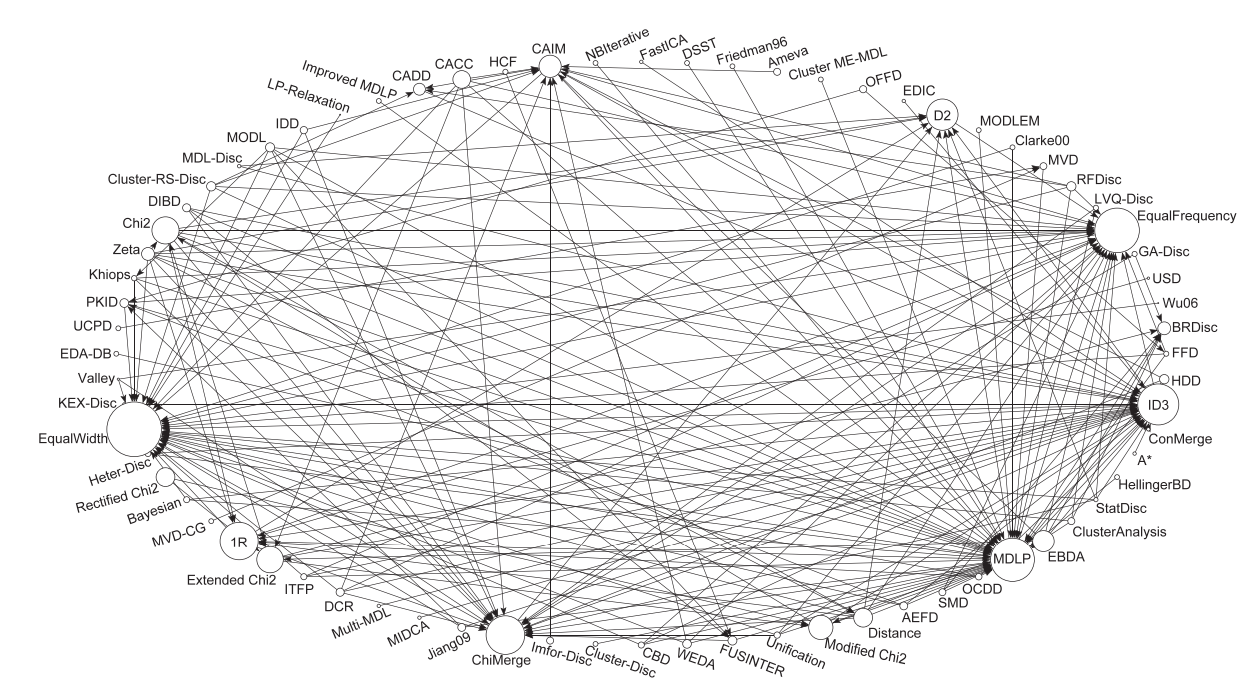 CAIM
NBIterative
FastICA
DSST
Friedman96
Ameva
Cluster ME-MDL
OFFD
EDIC
D2
MODLEM
Clarke00
MVD
RFDisc
LVQ-Disc
EqualFrequency
GA-Disc
USD
Wu06
BRDisc
FFD
HDD
ID3
ConMerge
A*
HellingerBD
StatDisc
ClusterAnalysis
EBDA
MDLP
OCDD
SMD
AEFD
Distance
Modified Chi2
Unification
FUSINTER
WEDA
CBD
Cluster-Disc
Imfor-Disc
ChiMerge
Jiang09
MIDCA
Multi-MDL
DCR
ITFP
Extended Chi2
1R
MVD-CG
Bayesian
Rectified Chi2
Heter-Disc
EqualWidth
KEX-Disc
Valley
EDA-DB
UCPD
PKID
Khiops
Zeta
Chi2
DIBD
Cluster-RS-Disc
MDL-Disc
MODL
IDD
LP-Relaxation
Improved MDLP
CADD
CACC
HCF